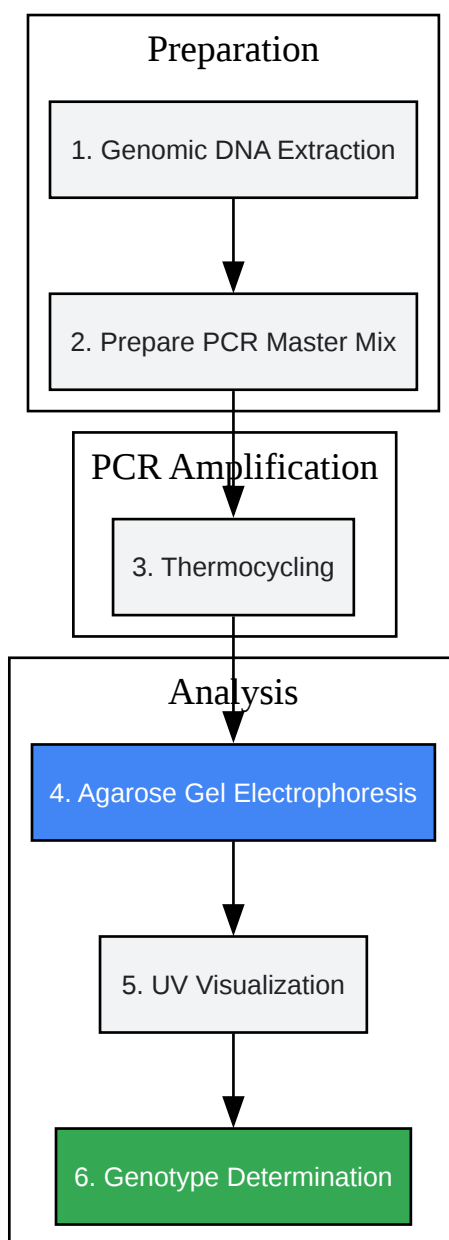 Preparation
1. Genomic DNA Extraction
2. Prepare PCR Master Mix
PCR Amplification
3. Thermocycling
Analysis
4. Agarose Gel Electrophoresis
5. UV Visualization
6. Genotype Determination